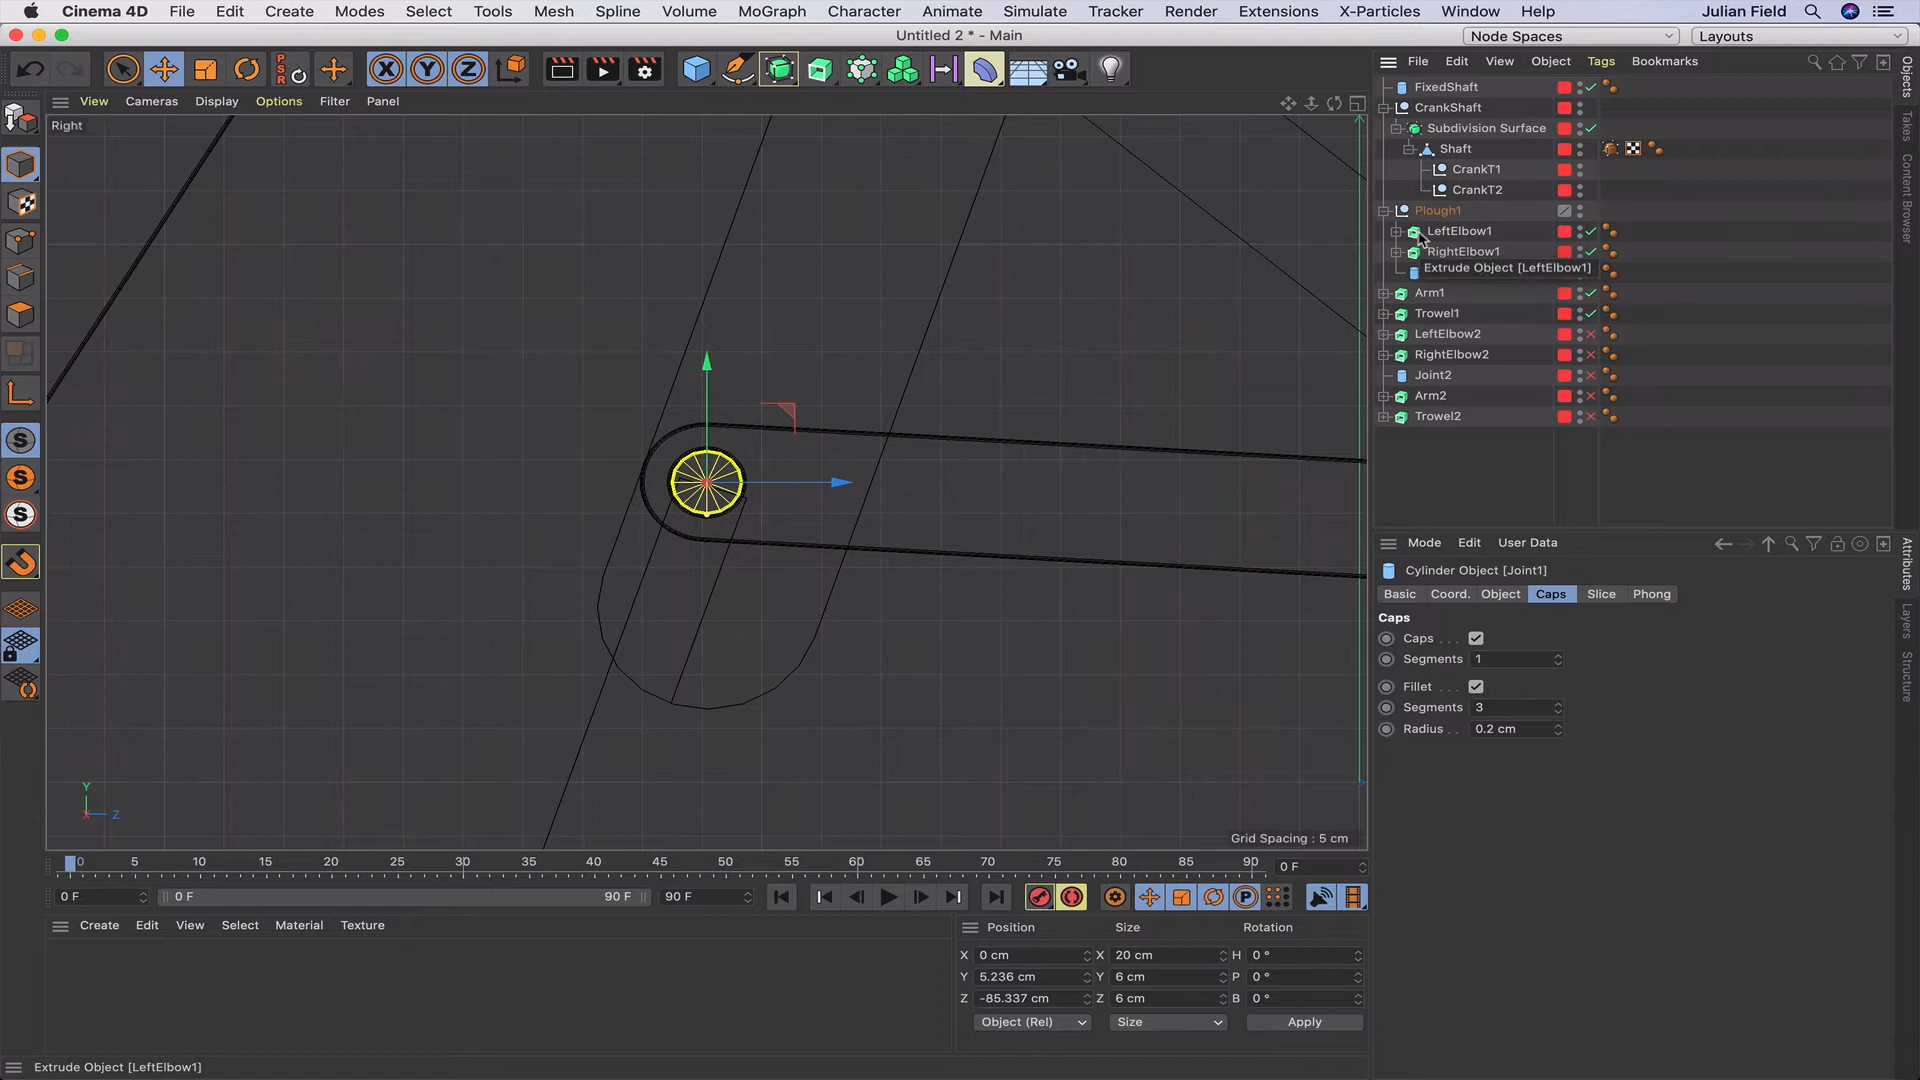 Cinema 4D File Edit Create Modes Select Tools Mesh Spline Volume MoGraph Character Animate Simulate Tracker Render Extensions X-Particles Window Help Julian Field
Untitled 2 * - Main
Node Spaces
Layouts
View Cameras Display Options Filter Panel
Right
File Edit View Object Tags Bookmarks
FixedShaft
CrankShaft
Subdivision Surface
Shaft
CrankT1
CrankT2
Plough1
LeftElbow1
RightElbow1
Extrude Object [LeftElbow1]
Arm1
Trowel1
LeftElbow2
RightElbow2
Joint2
Arm2
Trowel2
Objects
Takes
Content Browser
Mode Edit User Data
Cylinder Object [Joint1]
Basic Coord. Object Caps Slice Phong
Caps
Caps . . .
Segments 1
Fillet . . .
Segments 3
Radius . . 0.2 cm
Attributes
Layers
Structure
Y
Z
X
Grid Spacing : 5 cm
0 5 10 15 20 25 30 35 40 45 50 55 60 65 70 75 80 85 90
0 F
0 F
0 F
90 F
90 F
Create Edit View Select Material Texture
Position Size Rotation
X 0 cm X 20 cm H 0 °
Y 5.236 cm Y 6 cm P 0 °
Z -85.337 cm Z 6 cm B 0 °
Object (Rel) Size Apply
Extrude Object [LeftElbow1]